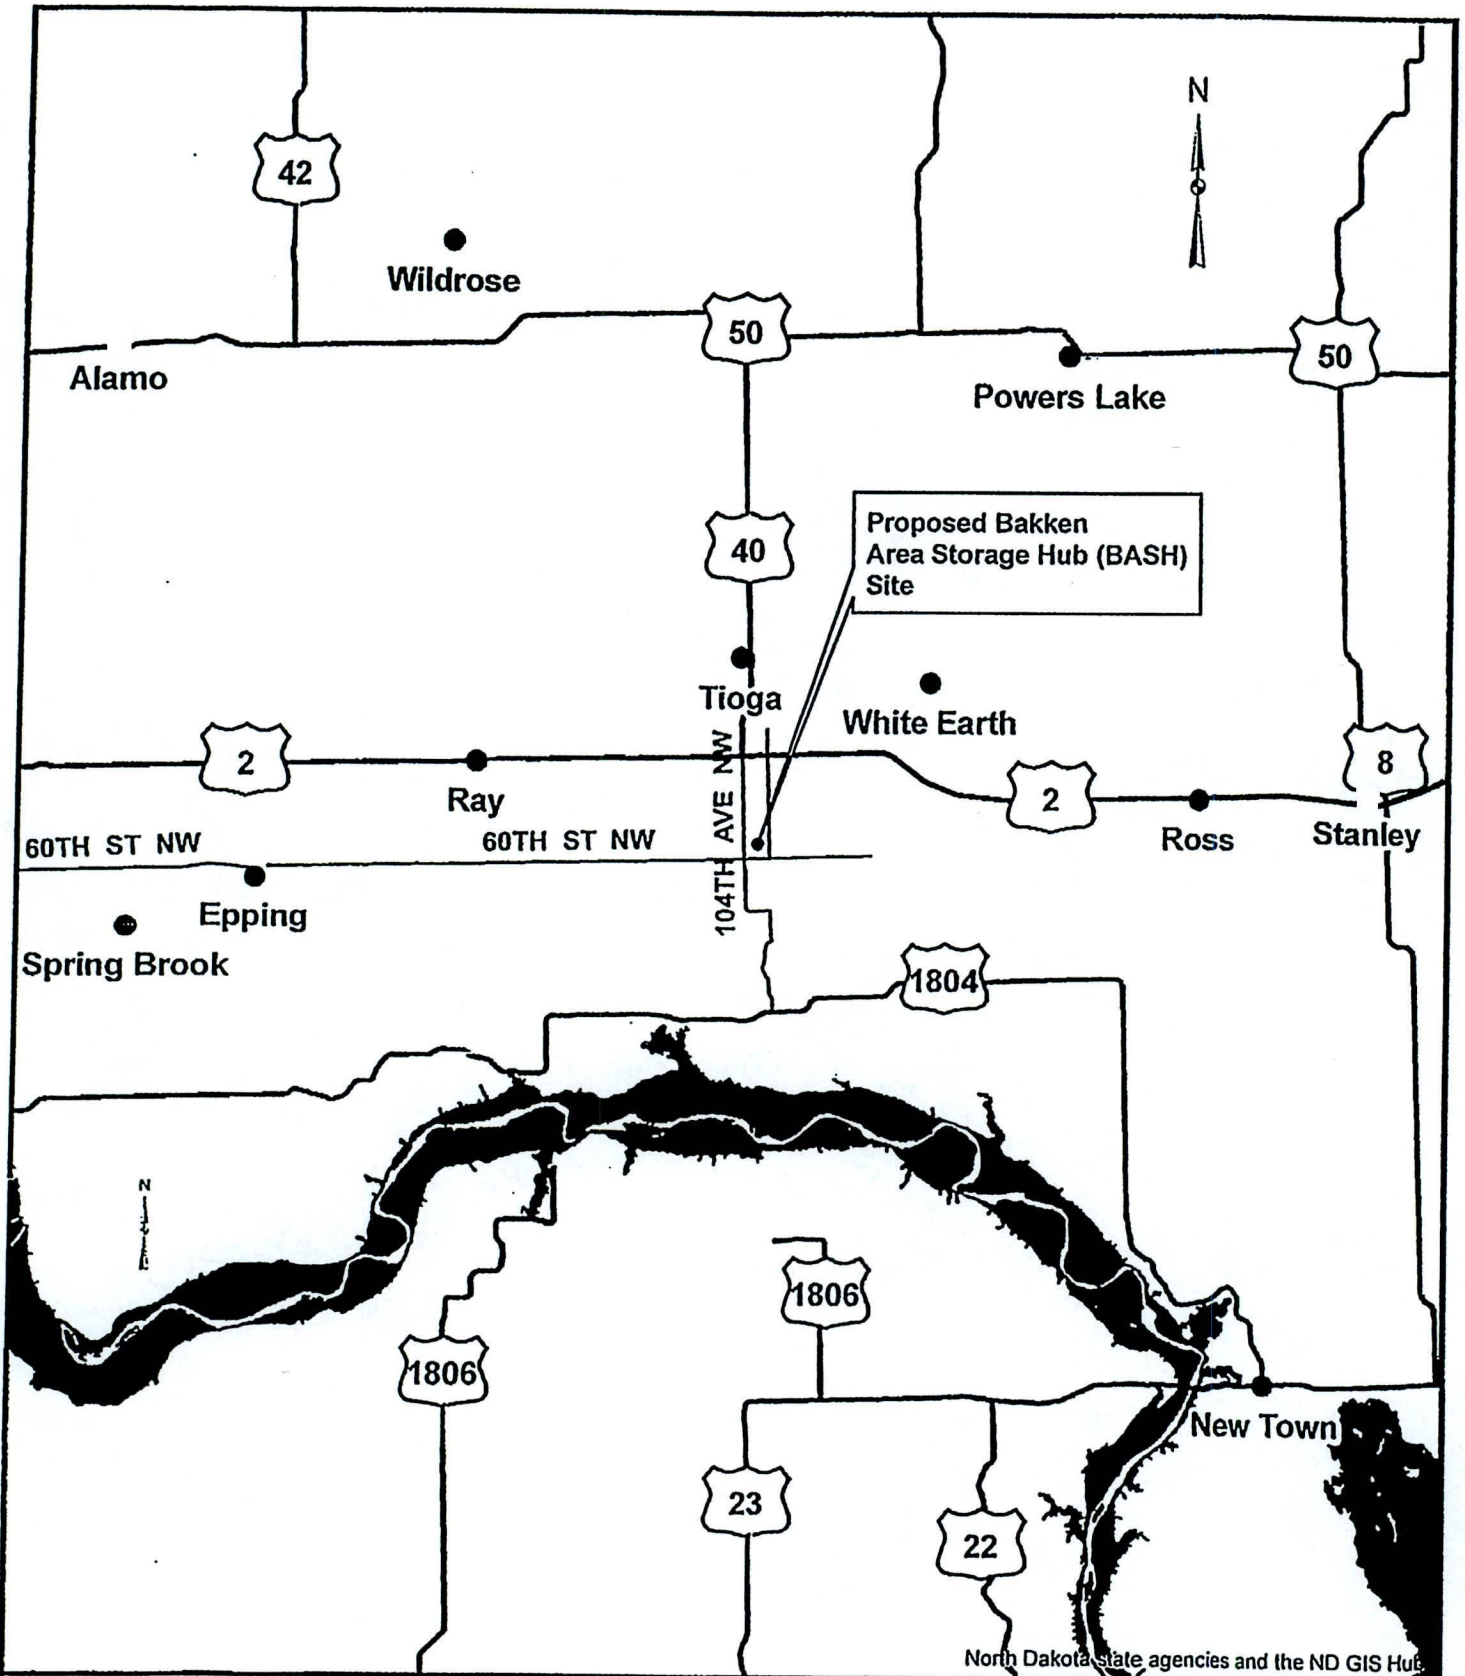 N
42
Wildrose
50
50
Alamo
Powers Lake
Proposed Bakken
Area Storage Hub (BASH)
Site
40
Tioga
White Earth
2
8
Ray
2
Ross
Stanley
104TH AVE NW
60TH ST NW
60TH ST NW
Epping
Spring Brook
1804
N
1806
1806
New Town
23
22
North Dakota state agencies and the ND GIS Hub